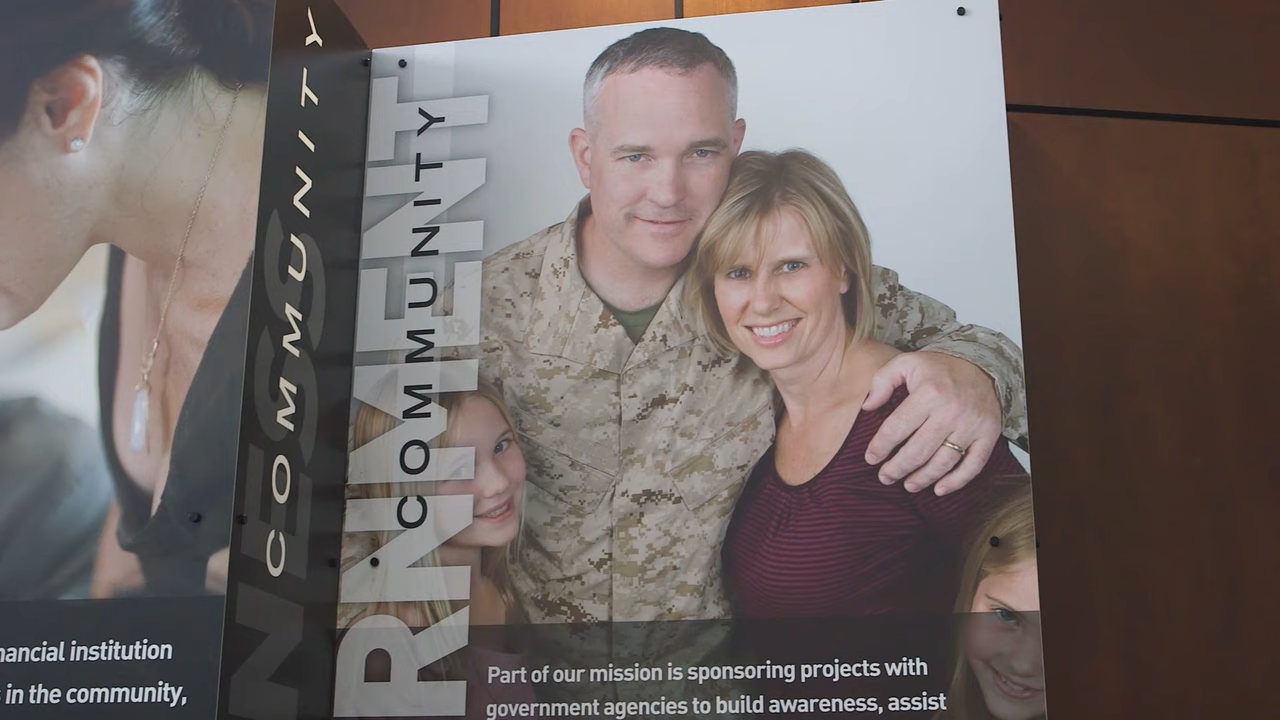 nancial institution
in the community,
NESS
COMMUNITY
RNMENT
COMMUNITY
Part of our mission is sponsoring projects with
government agencies to build awareness, assist